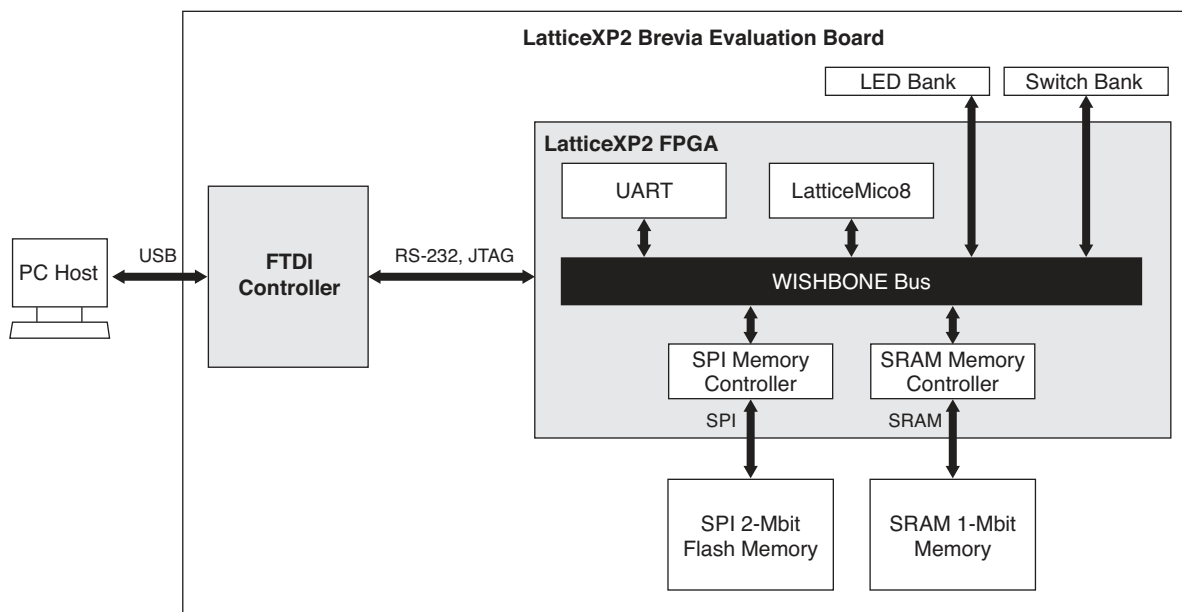 LatticeXP2 Brevia Evaluation Board
LED Bank
Switch Bank
LatticeXP2 FPGA
UART
LatticeMico8
PC Host
USB
FTDI
Controller
RS-232, JTAG
WISHBONE Bus
SPI Memory
Controller
SRAM Memory
Controller
SPI
SRAM
SPI 2-Mbit
Flash Memory
SRAM 1-Mbit
Memory